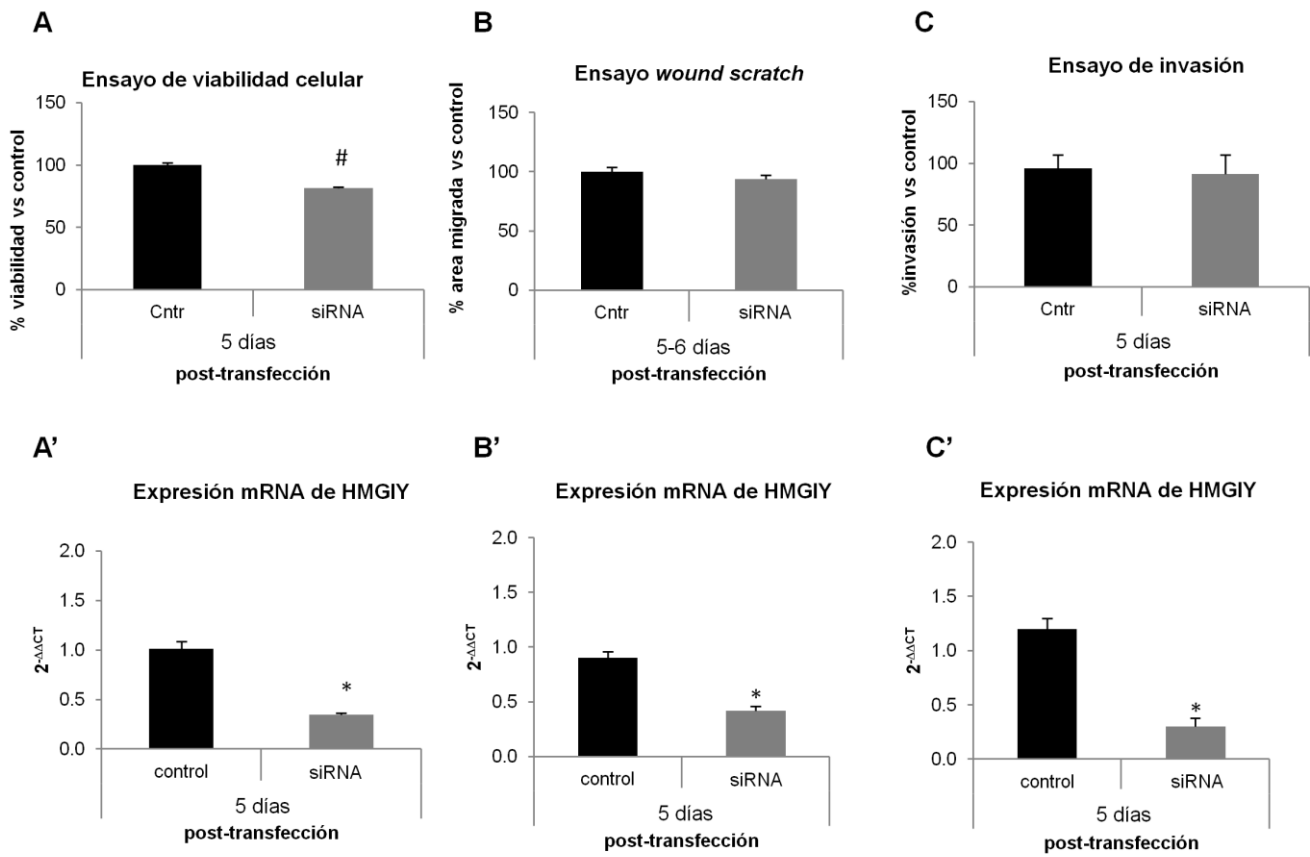 A
Ensayo de viabilidad celular
% viabilidad vs control
150
100
50
0
#
Cntr
siRNA
5 días
post-transfección
B
Ensayo wound scratch
% area migrada vs control
150
100
50
0
Cntr
siRNA
5-6 días
post-transfección
C
Ensayo de invasión
%invasión vs control
150
100
50
0
Cntr
siRNA
5 días
post-transfección
A’
Expresión mRNA de HMGIY
2-ΔΔCT
2.0
1.5
1.0
0.5
0.0
*
control
siRNA
5 días
post-transfección
B’
Expresión mRNA de HMGIY
2-ΔΔCT
2.0
1.5
1.0
0.5
0.0
*
control
siRNA
5 días
post-transfección
C’
Expresión mRNA de HMGIY
2-ΔΔCT
2.0
1.5
1.0
0.5
0.0
*
control
siRNA
5 días
post-transfección